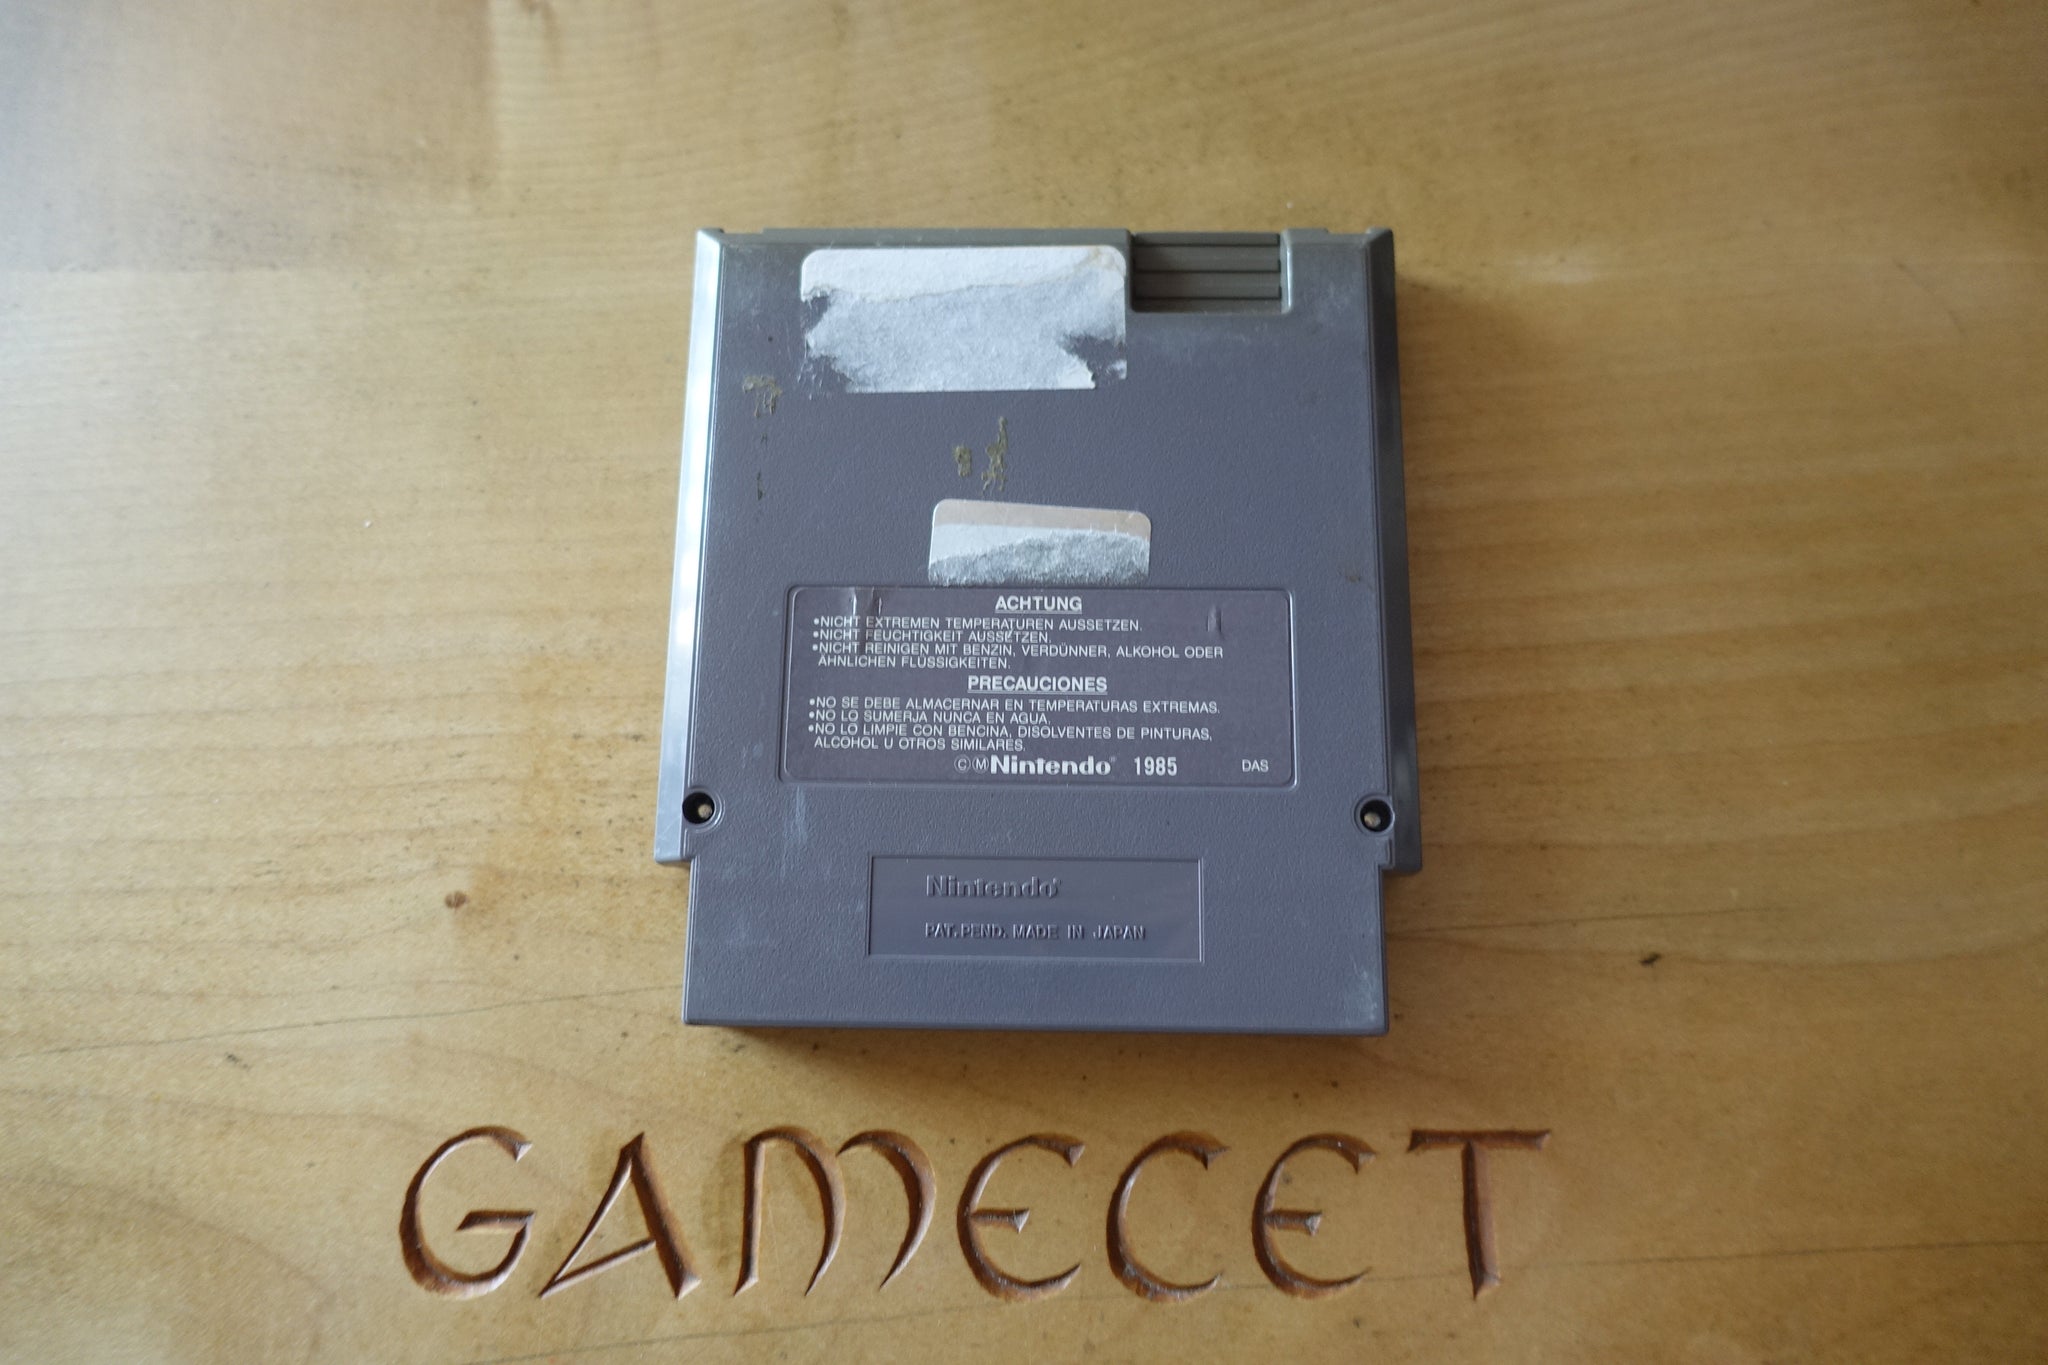 ACHTUNG
•NICHT EXTREMEN TEMPERATUREN AUSSETZEN.
•NICHT FEUCHTIGKEIT AUSSETZEN.
•NICHT REINIGEN MIT BENZIN, VERDÜNNER, ALKOHOL ODER
ÄHNLICHEN FLÜSSIGKEITEN.
PRECAUCIONES
•NO SE DEBE ALMACERNAR EN TEMPERATURAS EXTREMAS.
•NO LO SUMERJA NUNCA EN AGUA.
•NO LO LIMPIE CON BENCINA, DISOLVENTES DE PINTURAS,
ALCOHOL U OTROS SIMILARES.
ⒸⓂNintendo® 1985 DAS
Nintendo®
PAT. PEND. MADE IN JAPAN
GAMECET